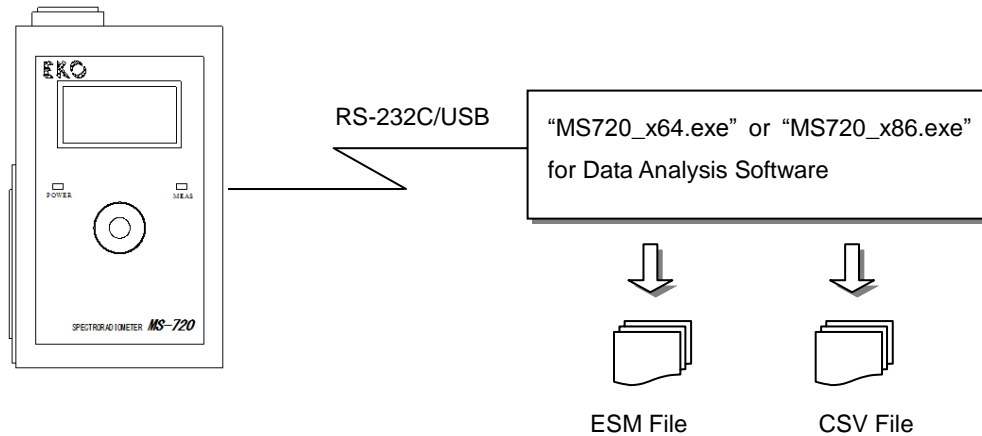 EKO
POWER
MEAS
SPECTRORADIOMETER MS-720
RS-232C/USB
“MS720_x64.exe” or “MS720_x86.exe”
for Data Analysis Software
ESM File
CSV File